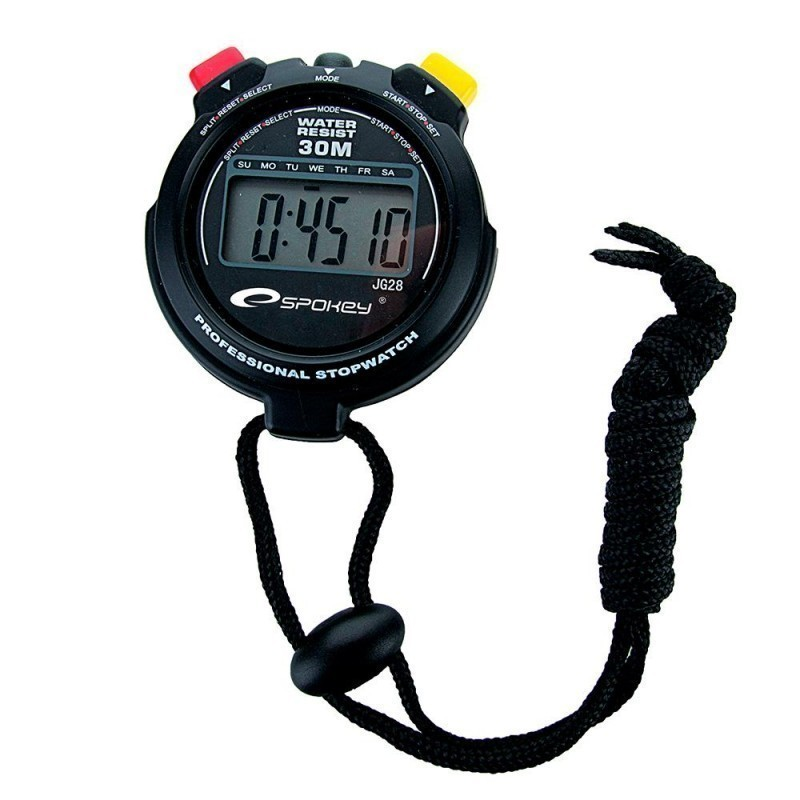 MODE
SPLIT•RESET•SELECT
START•STOP•SET
MODE
SPLIT•RESET•SELECT
START•STOP•SET
WATER
RESIST
30M
SU MO TU WE TH FR SA
0:45 10
JG28
SPOKEY ®
PROFESSIONAL STOPWATCH